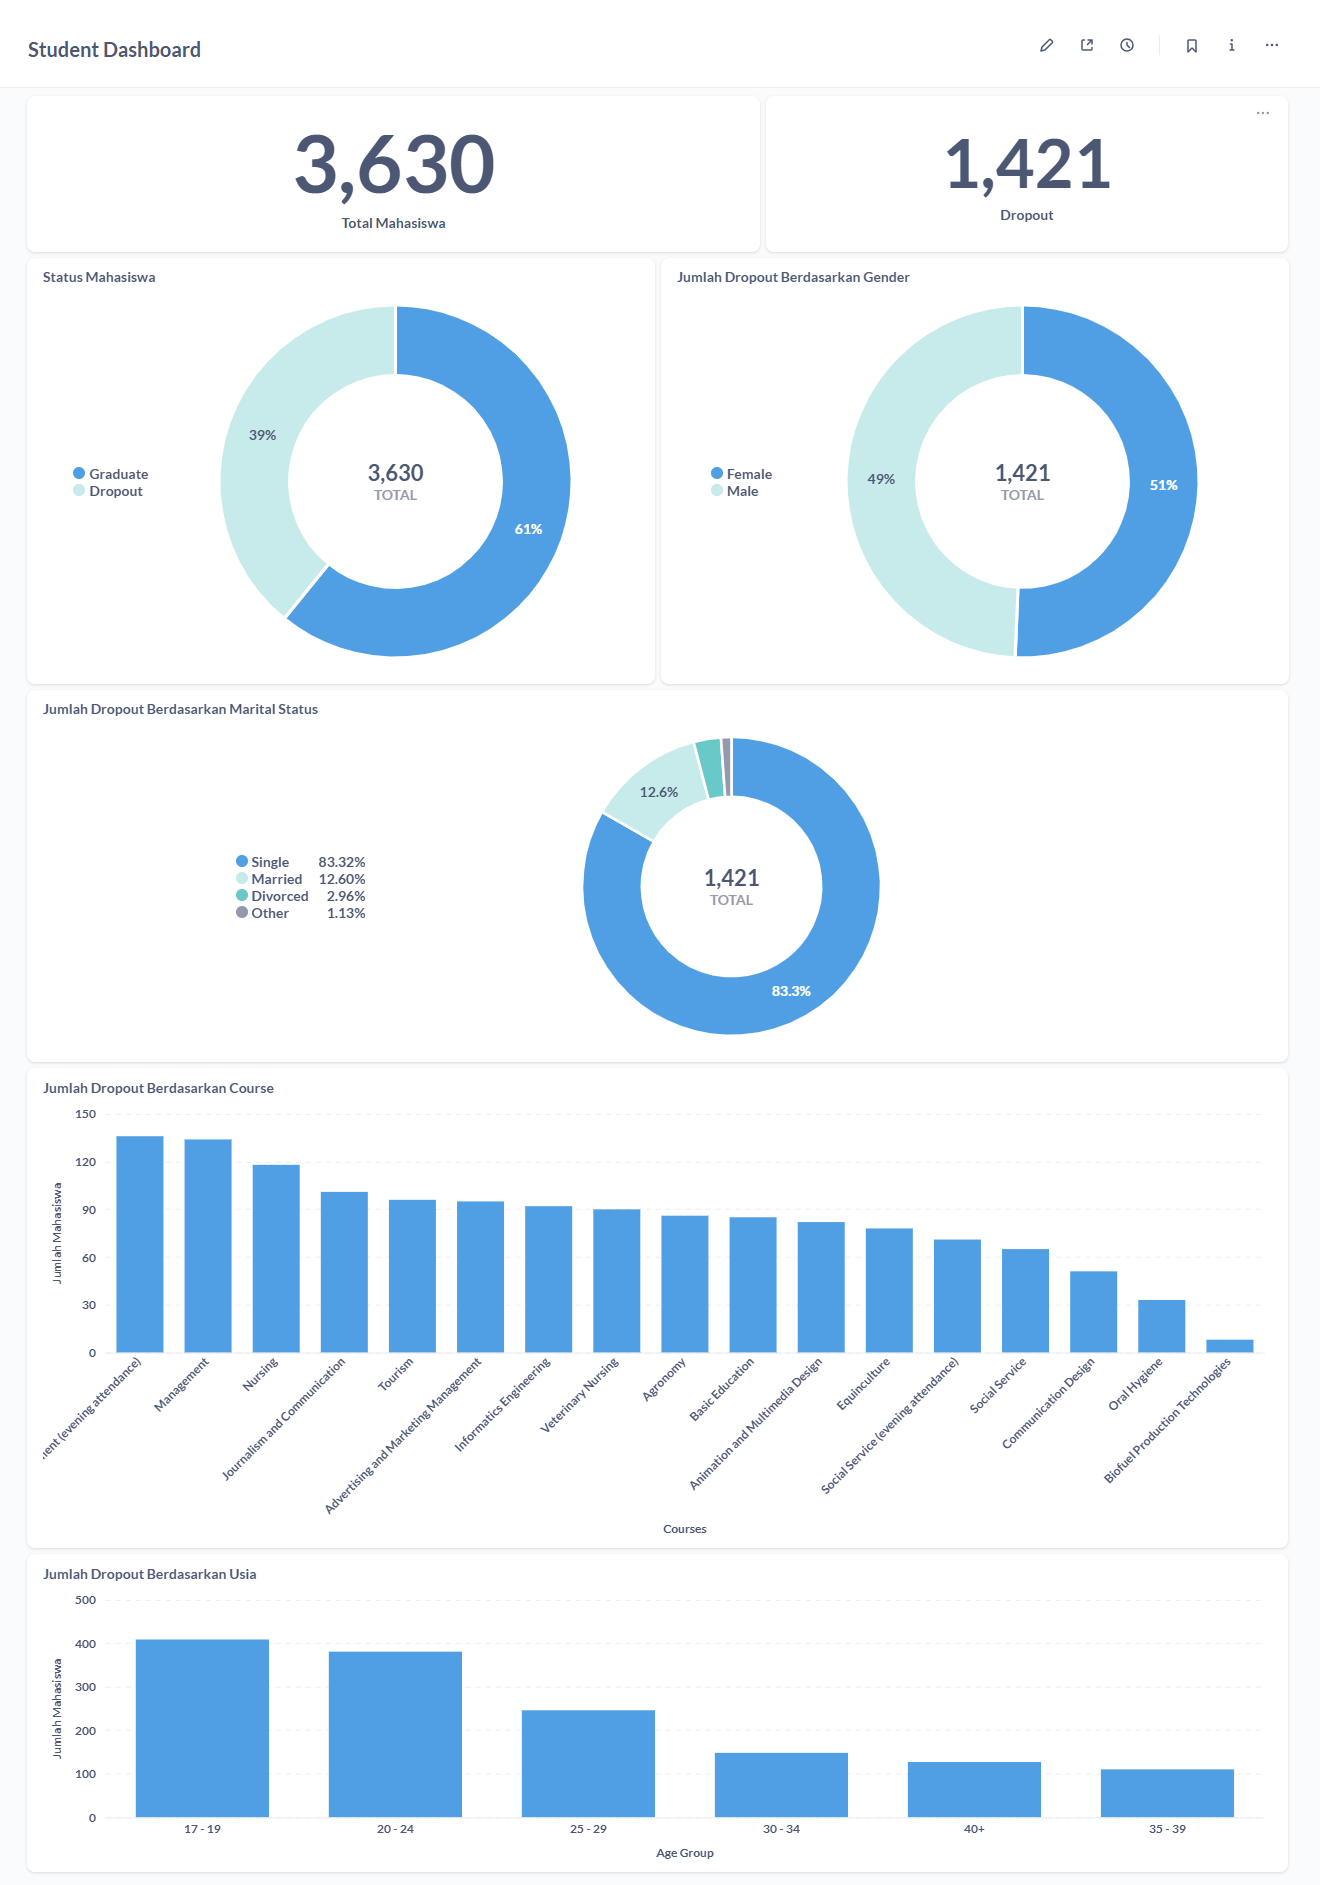 Student Dashboard
3,630
Total Mahasiswa
1,421
Dropout
Status Mahasiswa
Graduate
Dropout
39%
3,630
TOTAL
61%
Jumlah Dropout Berdasarkan Gender
Female
Male
49%
1,421
TOTAL
51%
Jumlah Dropout Berdasarkan Marital Status
Single 83.32%
Married 12.60%
Divorced 2.96%
Other 1.13%
12.6%
1,421
TOTAL
83.3%
Jumlah Dropout Berdasarkan Course
Jumlah Mahasiswa
150
120
90
60
30
0
(evening attendance)
Management
Nursing
Journalism and Communication
Tourism
Advertising and Marketing Management
Informatics Engineering
Veterinary Nursing
Agronomy
Basic Education
Animation and Multimedia Design
Equinculture
Social Service (evening attendance)
Social Service
Communication Design
Oral Hygiene
Biofuel Production Technologies
Courses
Jumlah Dropout Berdasarkan Usia
Jumlah Mahasiswa
500
400
300
200
100
0
17 - 19
20 - 24
25 - 29
30 - 34
40+
35 - 39
Age Group